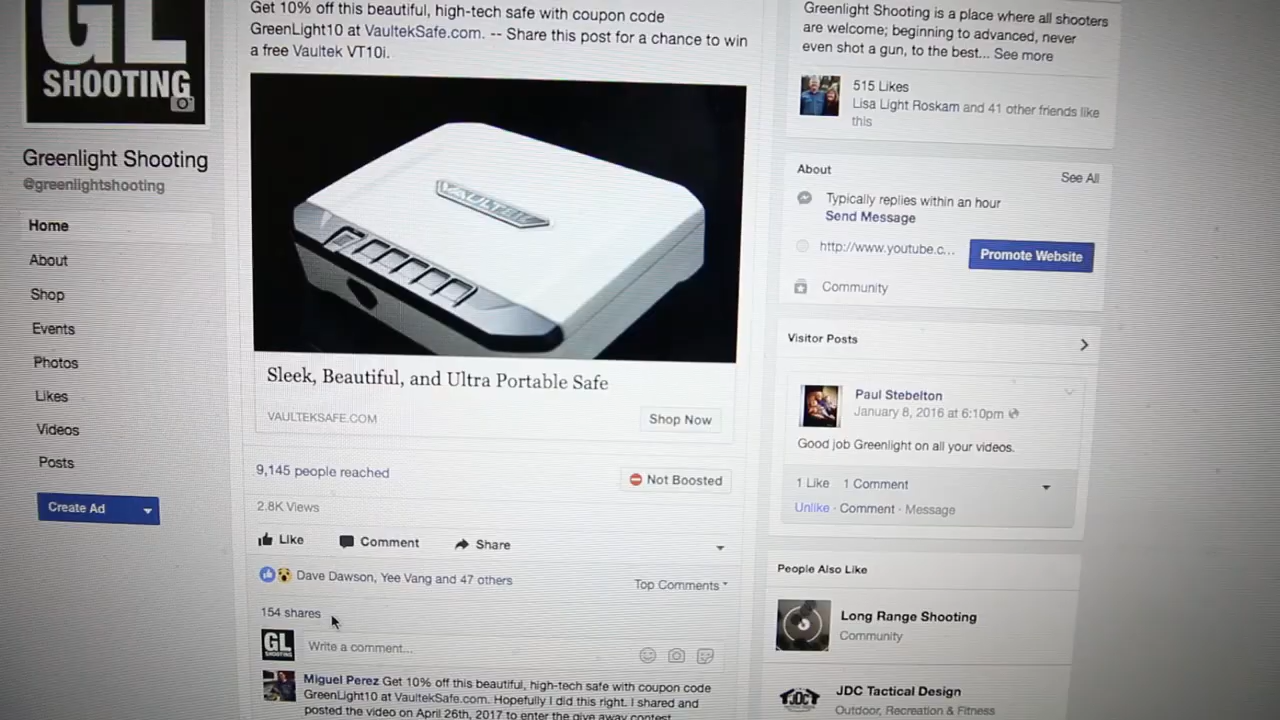 GL
SHOOTING
Greenlight Shooting
@greenlightshooting
Home
About
Shop
Events
Photos
Likes
Videos
Posts
Create Ad
Get 10% off this beautiful, high-tech safe with coupon code
GreenLight10 at VaultekSafe.com. -- Share this post for a chance to win
a free Vaultek VT10i.
VAULTEK
Sleek, Beautiful, and Ultra Portable Safe
VAULTEKSAFE.COM
Shop Now
9,145 people reached
Not Boosted
2.8K Views
Like Comment Share
Dave Dawson, Yee Vang and 47 others
Top Comments
154 shares
GL
SHOOTING
Write a comment...
Miguel Perez Get 10% off this beautiful, high-tech safe with coupon code
GreenLight10 at VaultekSafe.com. Hopefully I did this right. I shared and
posted the video on April 26th, 2017 to enter the give away contest
Greenlight Shooting is a place where all shooters
are welcome; beginning to advanced, never
even shot a gun, to the best... See more
515 Likes
Lisa Light Roskam and 41 other friends like
this
About
See All
Typically replies within an hour
Send Message
http://www.youtube.c...
Promote Website
Community
Visitor Posts
Paul Stebelton
January 8, 2016 at 6:10pm
Good job Greenlight on all your videos.
1 Like 1 Comment
Unlike · Comment · Message
People Also Like
Long Range Shooting
Community
JDC
JDC Tactical Design
Outdoor, Recreation & Fitness